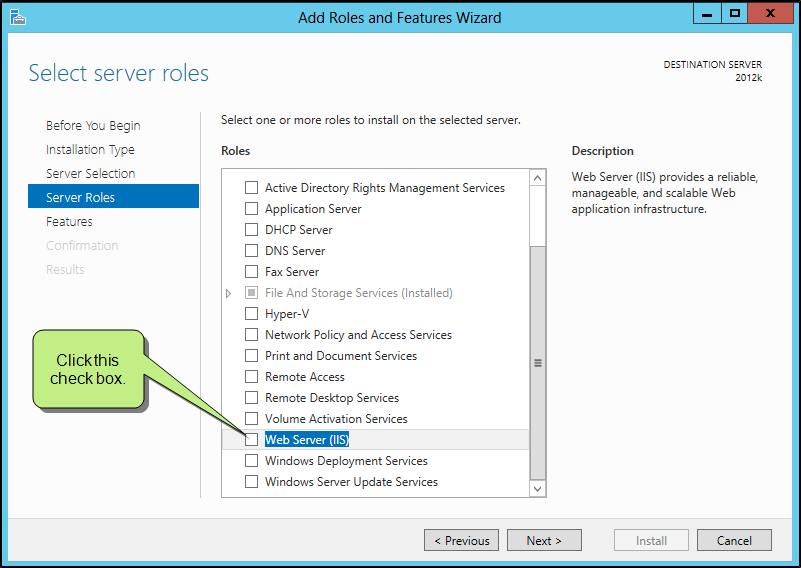 Add Roles and Features Wizard
Select server roles
DESTINATION SERVER
2012k
Before You Begin
Installation Type
Server Selection
Server Roles
Features
Confirmation
Results
Select one or more roles to install on the selected server.
Roles
Active Directory Rights Management Services
Application Server
DHCP Server
DNS Server
Fax Server
File And Storage Services (Installed)
Hyper-V
Network Policy and Access Services
Print and Document Services
Remote Access
Remote Desktop Services
Volume Activation Services
Web Server (IIS)
Windows Deployment Services
Windows Server Update Services
Description
Web Server (IIS) provides a reliable,
manageable, and scalable Web
application infrastructure.
Click this
check box.
< Previous
Next >
Install
Cancel